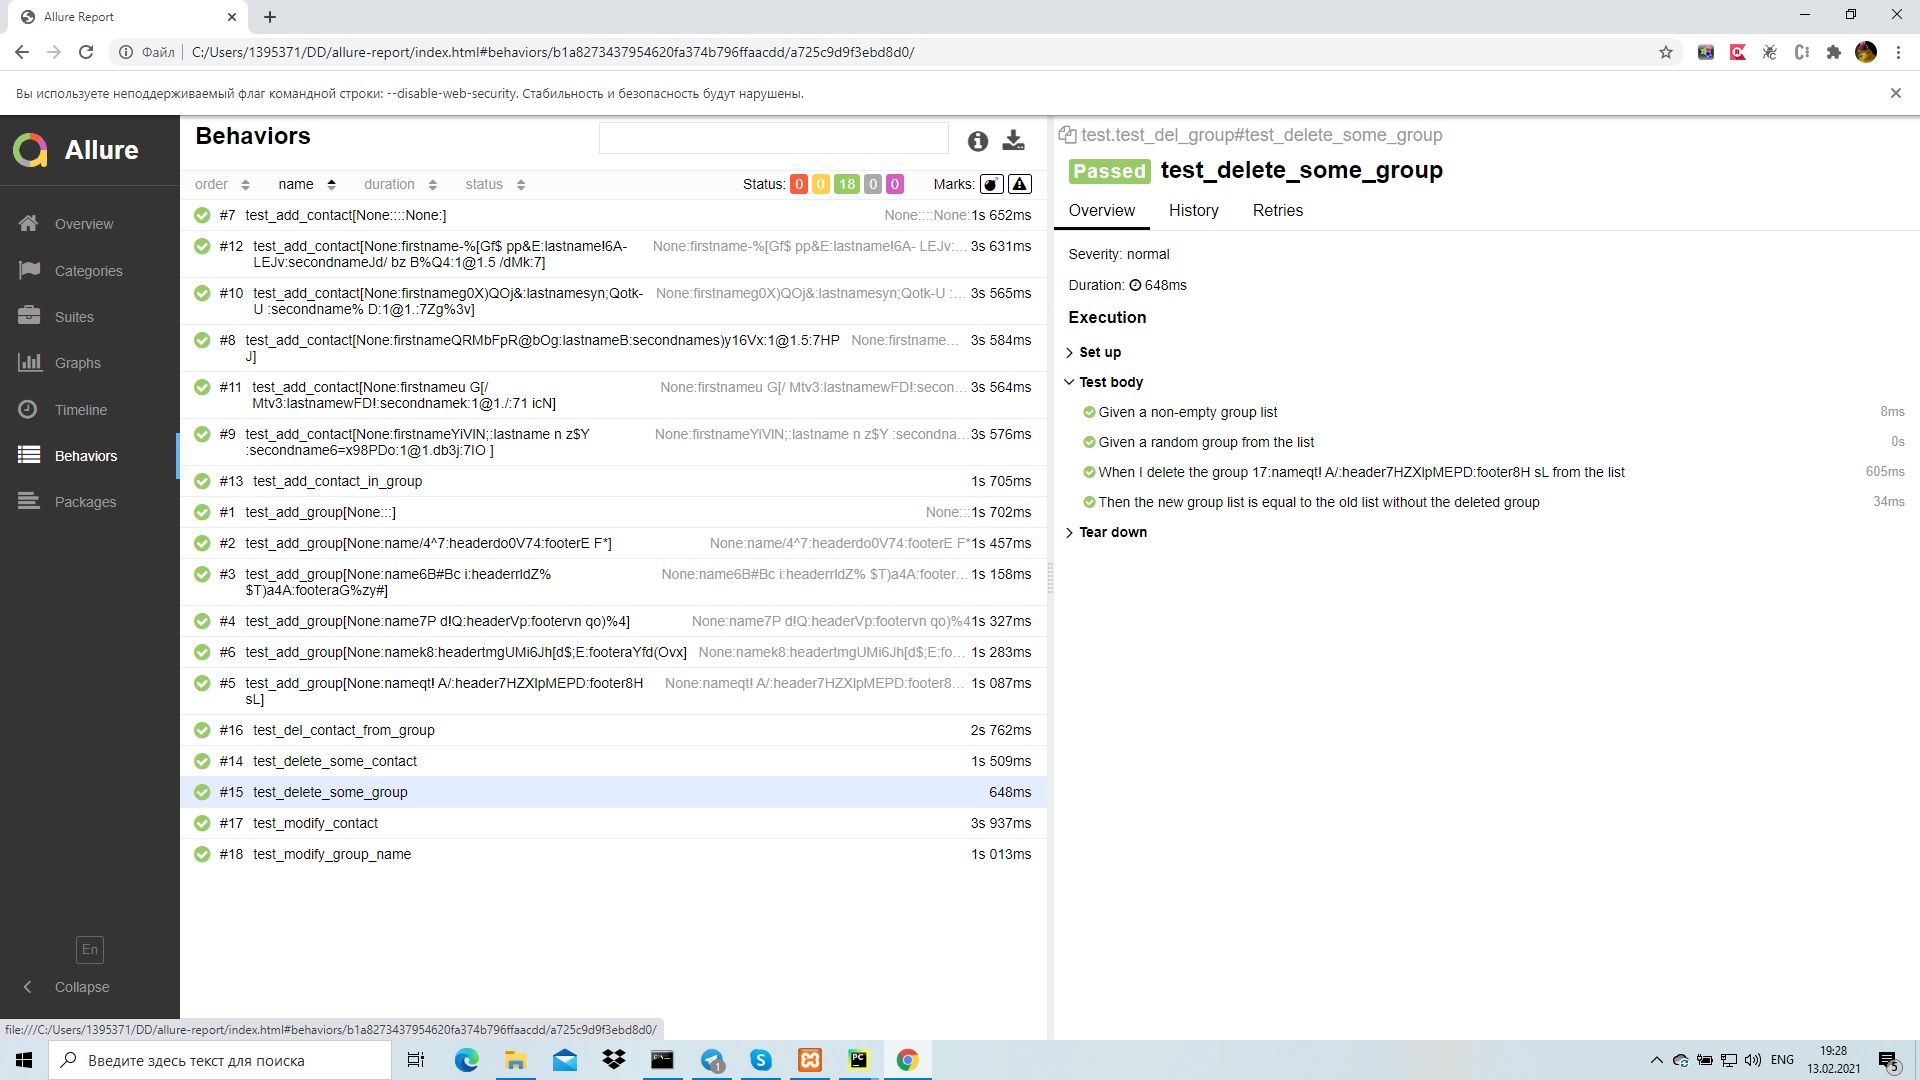 Allure Report
Файл
C:/Users/1395371/DD/allure-report/index.html#behaviors/b1a8273437954620fa374b796ffaacdd/a725c9d9f3ebd8d0/
Вы используете неподдерживаемый флаг командной строки: --disable-web-security. Стабильность и безопасность будут нарушены.
Allure
Overview
Categories
Suites
Graphs
Timeline
Behaviors
Packages
En
Collapse
Behaviors
order name duration status Status: 0 0 18 0 0 Marks:
#7 test_add_contact[None::::None:] None::::None: 1s 652ms
#12 test_add_contact[None:firstname-%[Gf$ pp&E:lastname!6A- None:firstname-%[Gf$ pp&E:lastname!6A- LEJv:... 3s 631ms
LEJv:secondnameJd/ bz B%Q4:1@1.5 /dMk:7]
#10 test_add_contact[None:firstnameg0X)QOj&:lastnamesyn;Qotk- None:firstnameg0X)QOj&:lastnamesyn;Qotk-U :... 3s 565ms
U :secondname% D:1@1.:7Zg%3v]
#8 test_add_contact[None:firstnameQRMbFpR@bOg:lastnameB:secondnames)y16Vx:1@1.5:7HP None:firstname... 3s 584ms
J]
#11 test_add_contact[None:firstnameu G[/ None:firstnameu G[/ Mtv3:lastnamewFD!:secon... 3s 564ms
Mtv3:lastnamewFD!:secondnamek:1@1./:71 icN]
#9 test_add_contact[None:firstnameYiVIN;:lastname n z$Y None:firstnameYiVIN;:lastname n z$Y :secondna... 3s 576ms
:secondname6=x98PDo:1@1.db3j:7IO ]
#13 test_add_contact_in_group 1s 705ms
#1 test_add_group[None:::] None::: 1s 702ms
#2 test_add_group[None:name/4^7:headerdo0V74:footerE F*] None:name/4^7:headerdo0V74:footerE F* 1s 457ms
#3 test_add_group[None:name6B#Bc i:headerrIdZ% None:name6B#Bc i:headerrIdZ% $T)a4A:footer... 1s 158ms
$T)a4A:footeraG%zy#]
#4 test_add_group[None:name7P d!Q:headerVp:footervn qo)%4] None:name7P d!Q:headerVp:footervn qo)%4 1s 327ms
#6 test_add_group[None:namek8:headertmgUMi6Jh[d$;E:footeraYfd(Ovx] None:namek8:headertmgUMi6Jh[d$;E:fo... 1s 283ms
#5 test_add_group[None:nameqt! A/:header7HZXlpMEPD:footer8H None:nameqt! A/:header7HZXlpMEPD:footer8... 1s 087ms
sL]
#16 test_del_contact_from_group 2s 762ms
#14 test_delete_some_contact 1s 509ms
#15 test_delete_some_group 648ms
#17 test_modify_contact 3s 937ms
#18 test_modify_group_name 1s 013ms
test.test_del_group#test_delete_some_group
Passed test_delete_some_group
Overview History Retries
Severity: normal
Duration: 648ms
Execution
Set up
Test body
Given a non-empty group list 8ms
Given a random group from the list 0s
When I delete the group 17:nameqt! A/:header7HZXlpMEPD:footer8H sL from the list 605ms
Then the new group list is equal to the old list without the deleted group 34ms
Tear down
file:///C:/Users/1395371/DD/allure-report/index.html#behaviors/b1a8273437954620fa374b796ffaacdd/a725c9d9f3ebd8d0/
Введите здесь текст для поиска
1
PC
ENG
19:28
13.02.2021
5